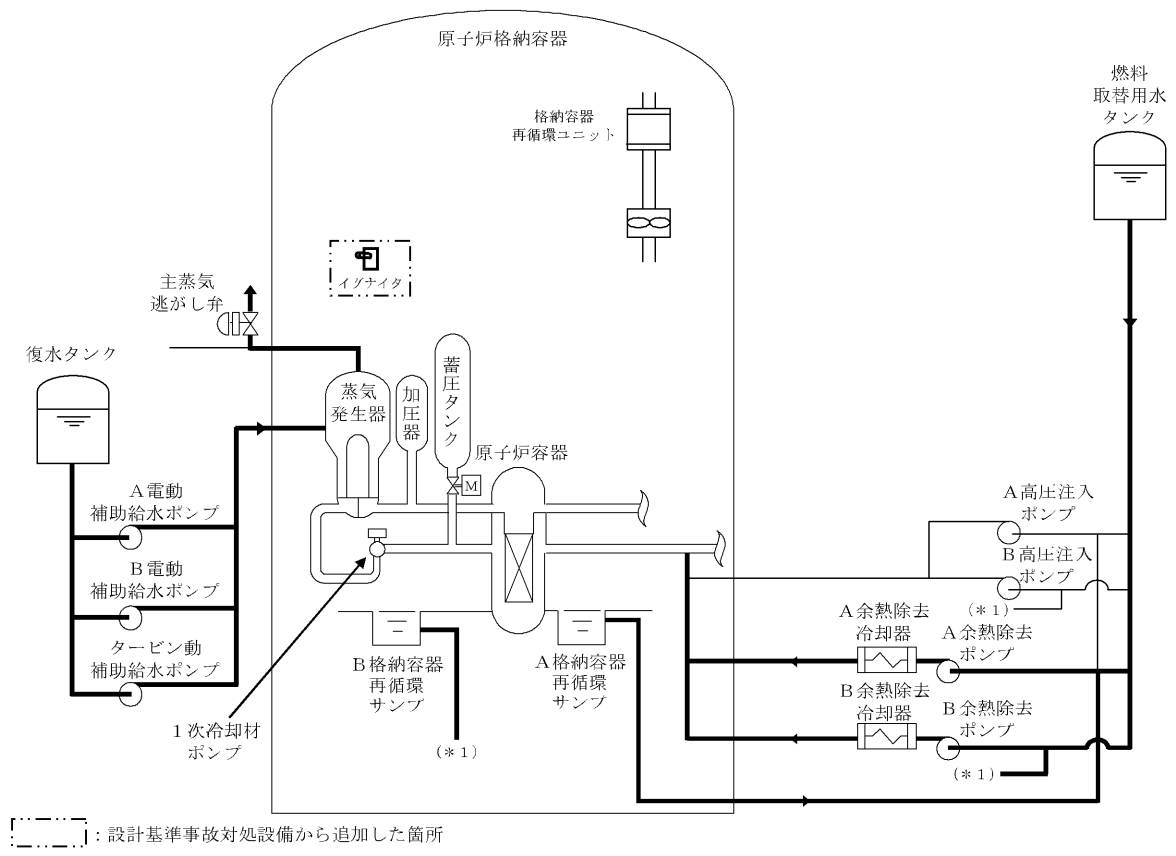 原子炉格納容器
燃料
取替用水
タンク
格納容器
再循環ユニット
イグナイタ
主蒸気
逃がし弁
復水タンク
蒸気
発生器
加圧器
蓄圧タンク
原子炉容器
M
A電動
補助給水ポンプ
B電動
補助給水ポンプ
タービン動
補助給水ポンプ
1次冷却材
ポンプ
B格納容器
再循環
サンプ
(＊1)
A格納容器
再循環
サンプ
A高圧注入
ポンプ
B高圧注入
ポンプ
(＊1)
A余熱除去
冷却器
A余熱除去
ポンプ
B余熱除去
冷却器
B余熱除去
ポンプ
(＊1)
：設計基準事故対処設備から追加した箇所